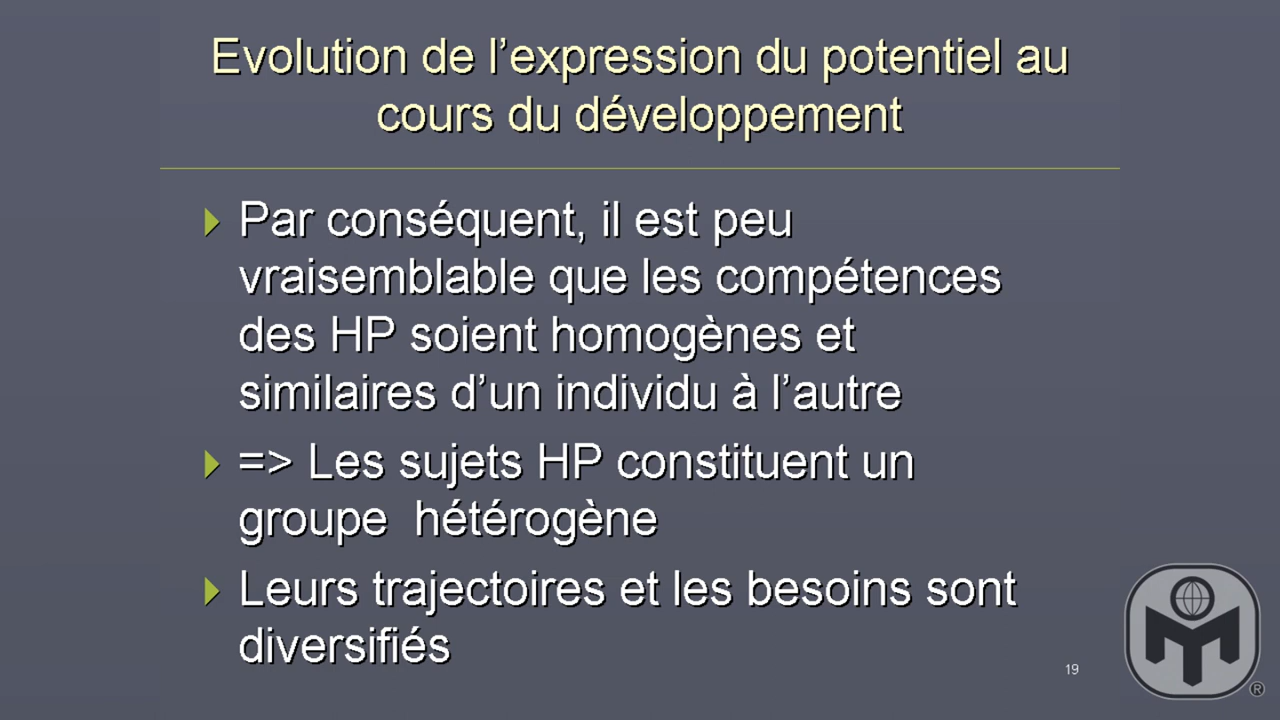 Evolution de l’expression du potentiel au
cours du développement
Par conséquent, il est peu
vraisemblable que les compétences
des HP soient homogènes et
similaires d’un individu à l’autre
=> Les sujets HP constituent un
groupe  hétérogène
Leurs trajectoires et les besoins sont
diversifiés
19
®